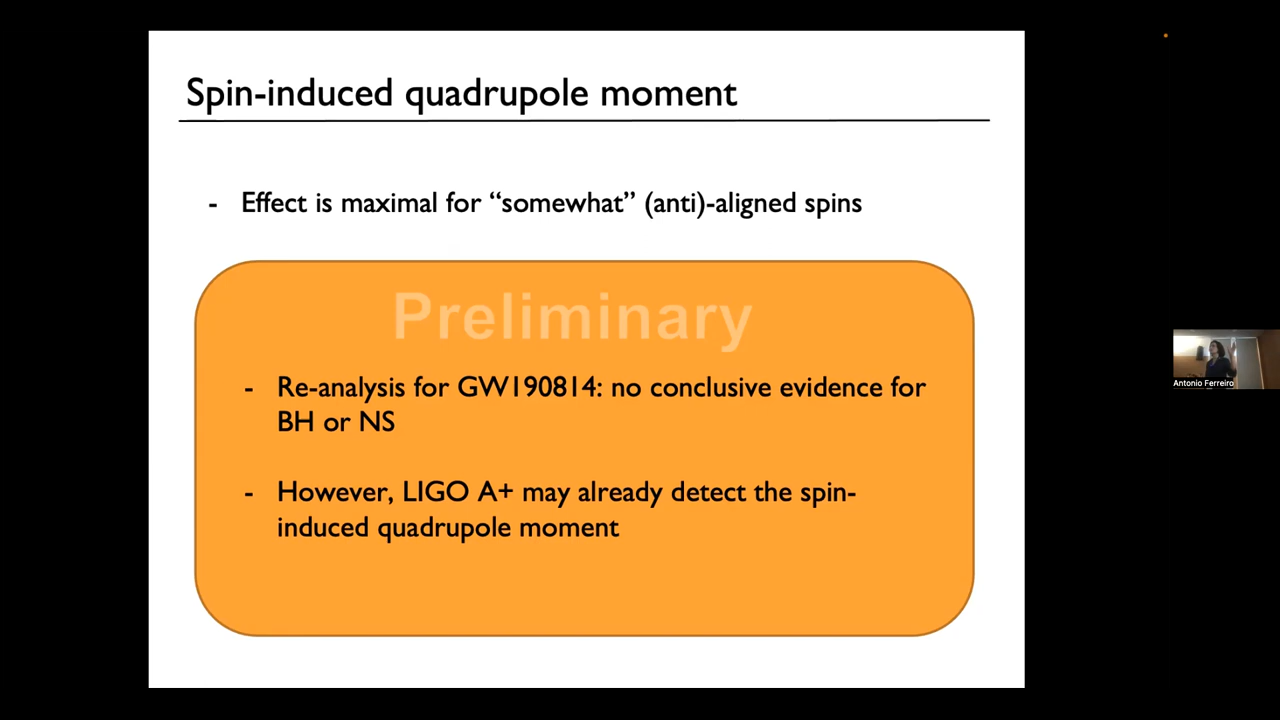 Spin-induced quadrupole moment
- Effect is maximal for “somewhat” (anti)-aligned spins
Preliminary
- Re-analysis for GW190814: no conclusive evidence for
BH or NS
- However, LIGO A+ may already detect the spin-
induced quadrupole moment
Antonio Ferreiro